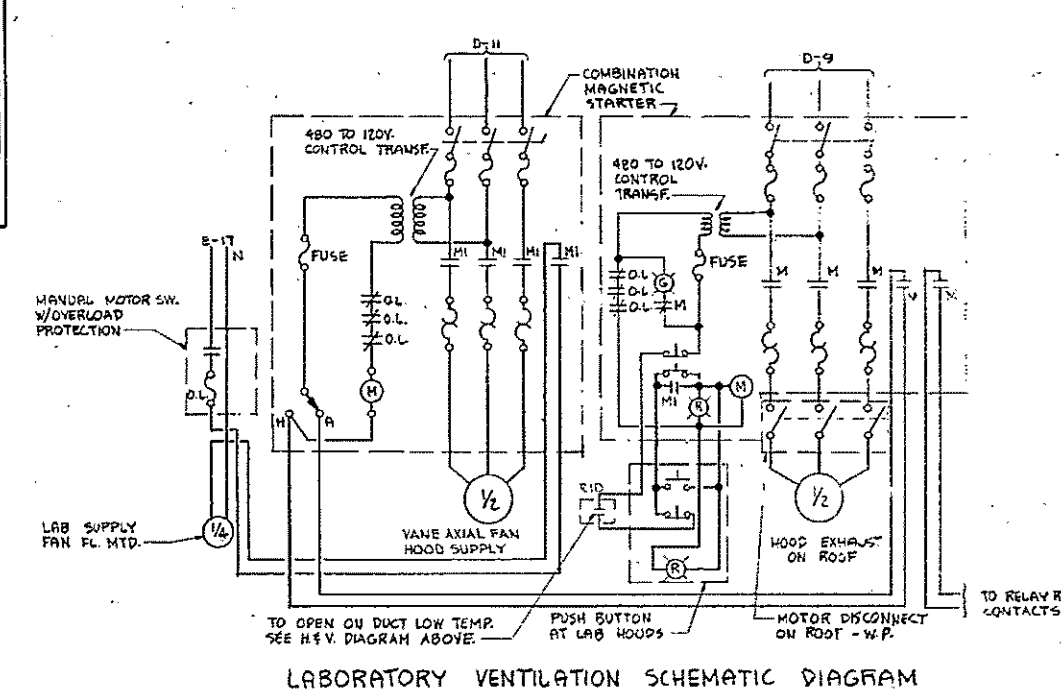 D-11
D-9
COMBINATION
MAGNETIC
STARTER
480 TO 120V.
CONTROL TRANSF.
480 TO 120V.
CONTROL
TRANSF.
E-17
N
FUSE
M1
M1
M1
M1
FUSE
O.L.
O.L.
O.L.
G
M
M
M
M
MANUAL MOTOR SW.
W/OVERLOAD
PROTECTION
O.L.
O.L.
O.L.
O.L.
M
H
A
M1
R
M
1/2
VANE AXIAL FAN
HOOD SUPPLY
R10
1/2
HOOD EXHAUST
ON ROOF
LAB SUPPLY
FAN FL. MTD.
1/4
R
TO OPEN ON DUCT LOW TEMP.
SEE H&V. DIAGRAM ABOVE.
PUSH BUTTON
AT LAB HOODS
MOTOR DISCONNECT
ON ROOF - W.P.
TO RELAY R
CONTACTS
LABORATORY VENTILATION SCHEMATIC DIAGRAM